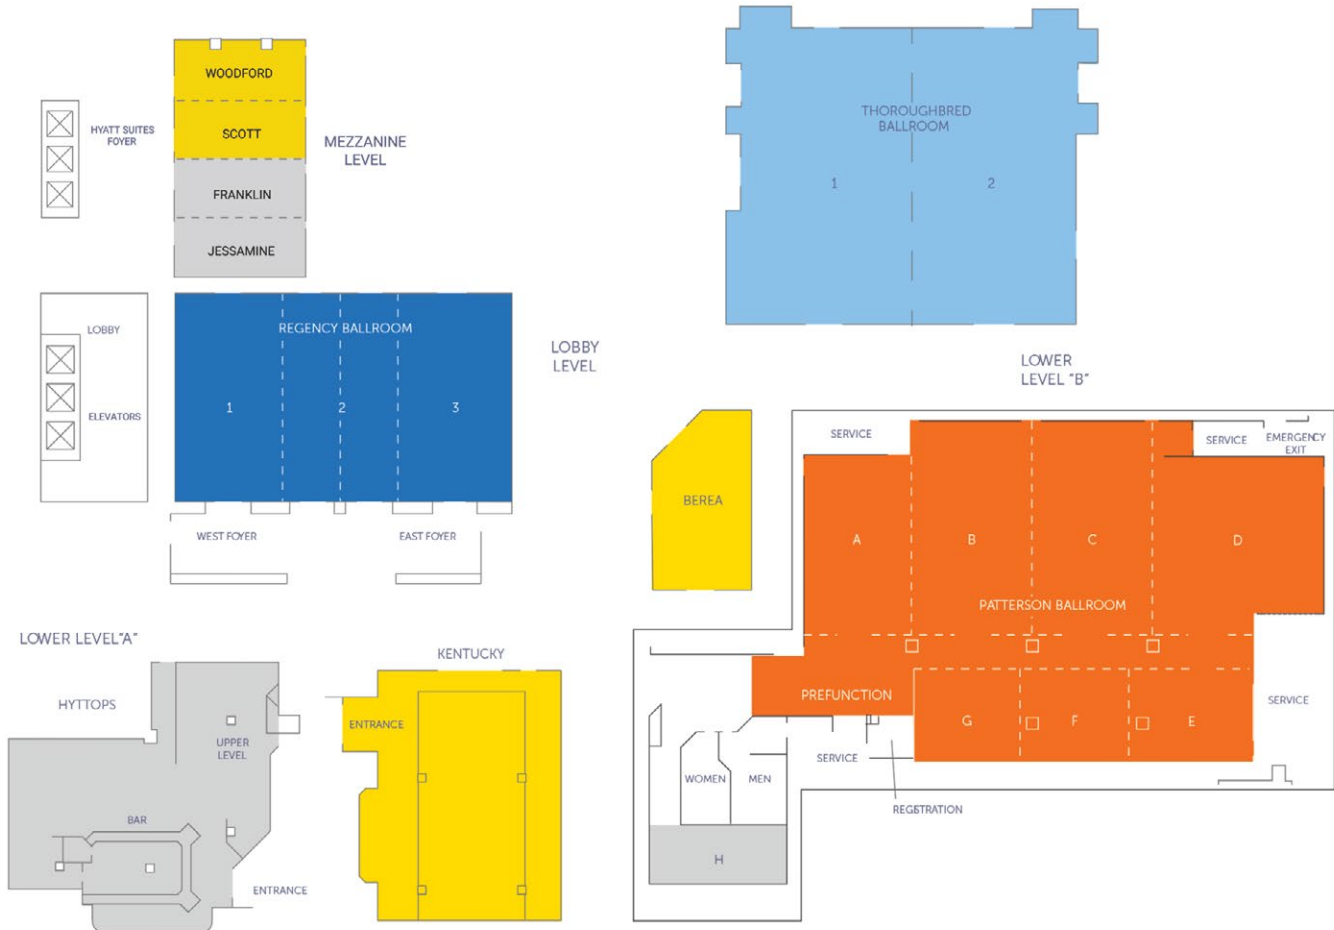 WOODFORD
HYATT SUITES
FOYER
SCOTT
MEZZANINE
LEVEL
FRANKLIN
JESSAMINE
THOROUGHBRED
BALLROOM
1
2
LOBBY
REGENCY BALLROOM
LOBBY
LEVEL
ELEVATORS
1
2
3
WEST FOYER
EAST FOYER
LOWER
LEVEL "B"
SERVICE
SERVICE
EMERGENCY
EXIT
BEREA
A
B
C
D
PATTERSON BALLROOM
PREFUNCTION
G
F
E
SERVICE
WOMEN
MEN
SERVICE
REGISTRATION
H
LOWER LEVEL"A"
HYTTOPS
UPPER
LEVEL
BAR
ENTRANCE
KENTUCKY
ENTRANCE